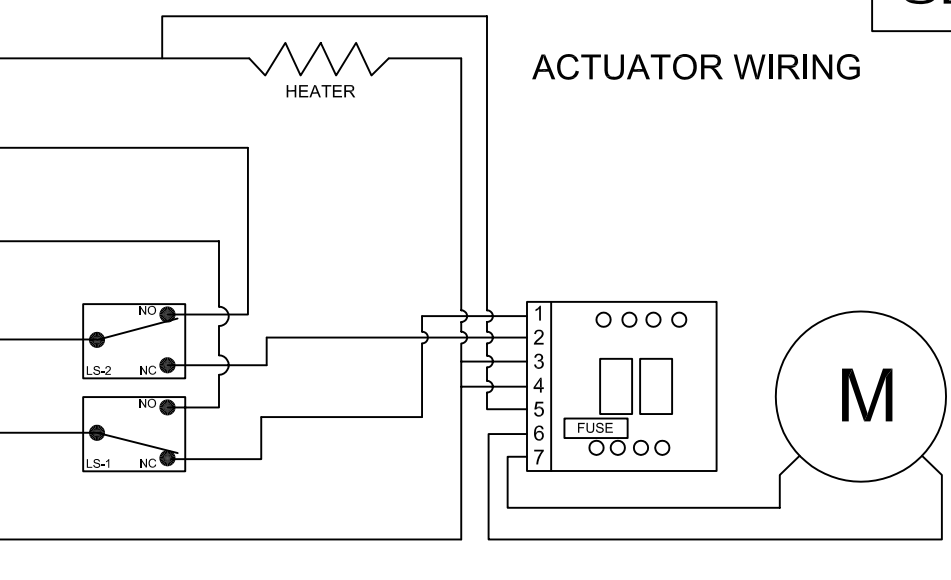 ACTUATOR WIRING
HEATER
NO
LS-2
NC
NO
LS-1
NC
1
2
3
4
5
6
7
FUSE
M